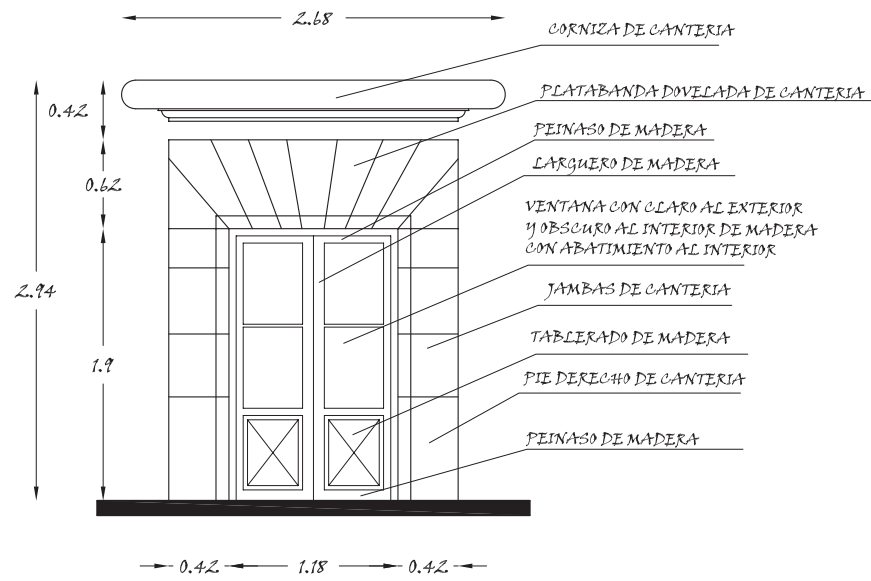 2.68
CORNIZA DE CANTERIA
0.42
PLATABANDA DOVELADA DE CANTERIA
PEINASO DE MADERA
LARGUERO DE MADERA
0.62
VENTANA CON CLARO AL EXTERIOR
Y OBSCURO AL INTERIOR DE MADERA
CON ABATIMIENTO AL INTERIOR
2.94
JAMBAS DE CANTERIA
TABLERADO DE MADERA
1.9
PIE DERECHO DE CANTERIA
PEINASO DE MADERA
0.42 1.18 0.42